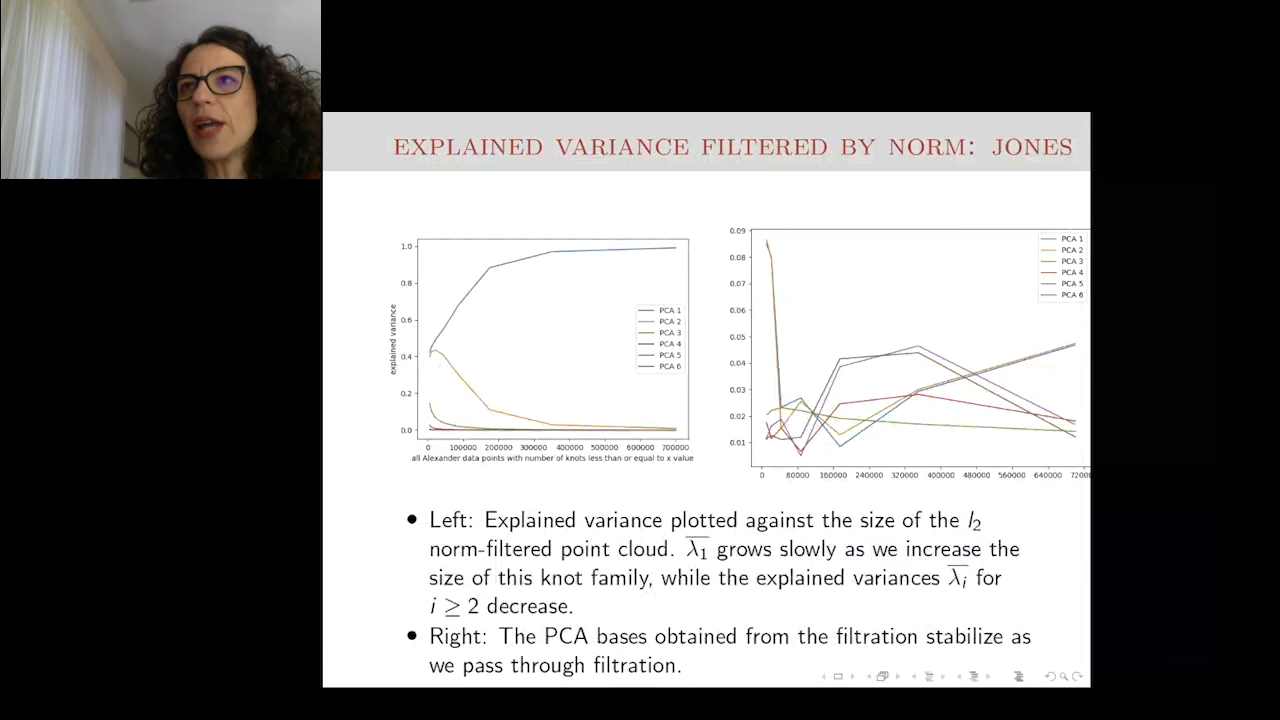 EXPLAINED VARIANCE FILTERED BY NORM: JONES
1.0
0.8
0.6
0.4
0.2
0.0
explained variance
PCA 1
PCA 2
PCA 3
PCA 4
PCA 5
PCA 6
0 100000 200000 300000 400000 500000 600000 700000
all Alexander data points with number of knots less than or equal to x value
0.09
0.08
0.07
0.06
0.05
0.04
0.03
0.02
0.01
PCA 1
PCA 2
PCA 3
PCA 4
PCA 5
PCA 6
0 80000 160000 240000 320000 400000 480000 560000 640000 72000
• Left: Explained variance plotted against the size of the l₂
norm-filtered point cloud. λ̅₁ grows slowly as we increase the
size of this knot family, while the explained variances λ̅ᵢ for
i ≥ 2 decrease.
• Right: The PCA bases obtained from the filtration stabilize as
we pass through filtration.